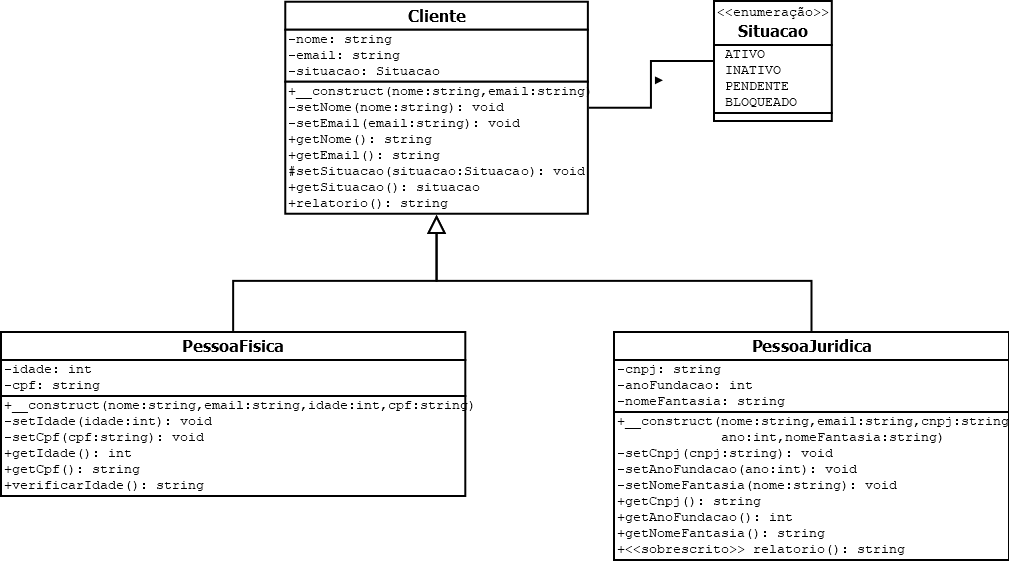 Cliente
-nome: string
-email: string
-situacao: Situacao
+__construct(nome:string,email:string)
-setNome(nome:string): void
-setEmail(email:string): void
+getNome(): string
+getEmail(): string
#setSituacao(situacao:Situacao): void
+getSituacao(): situacao
+relatorio(): string
<<enumeração>>
Situacao
ATIVO
INATIVO
PENDENTE
BLOQUEADO
PessoaFisica
-idade: int
-cpf: string
+__construct(nome:string,email:string,idade:int,cpf:string)
-setIdade(idade:int): void
-setCpf(cpf:string): void
+getIdade(): int
+getCpf(): string
+verificarIdade(): string
PessoaJuridica
-cnpj: string
-anoFundacao: int
-nomeFantasia: string
+__construct(nome:string,email:string,cnpj:string
ano:int,nomeFantasia:string)
-setCnpj(cnpj:string): void
-setAnoFundacao(ano:int): void
-setNomeFantasia(nome:string): void
+getCnpj(): string
+getAnoFundacao(): int
+getNomeFantasia(): string
+<<sobrescrito>> relatorio(): string